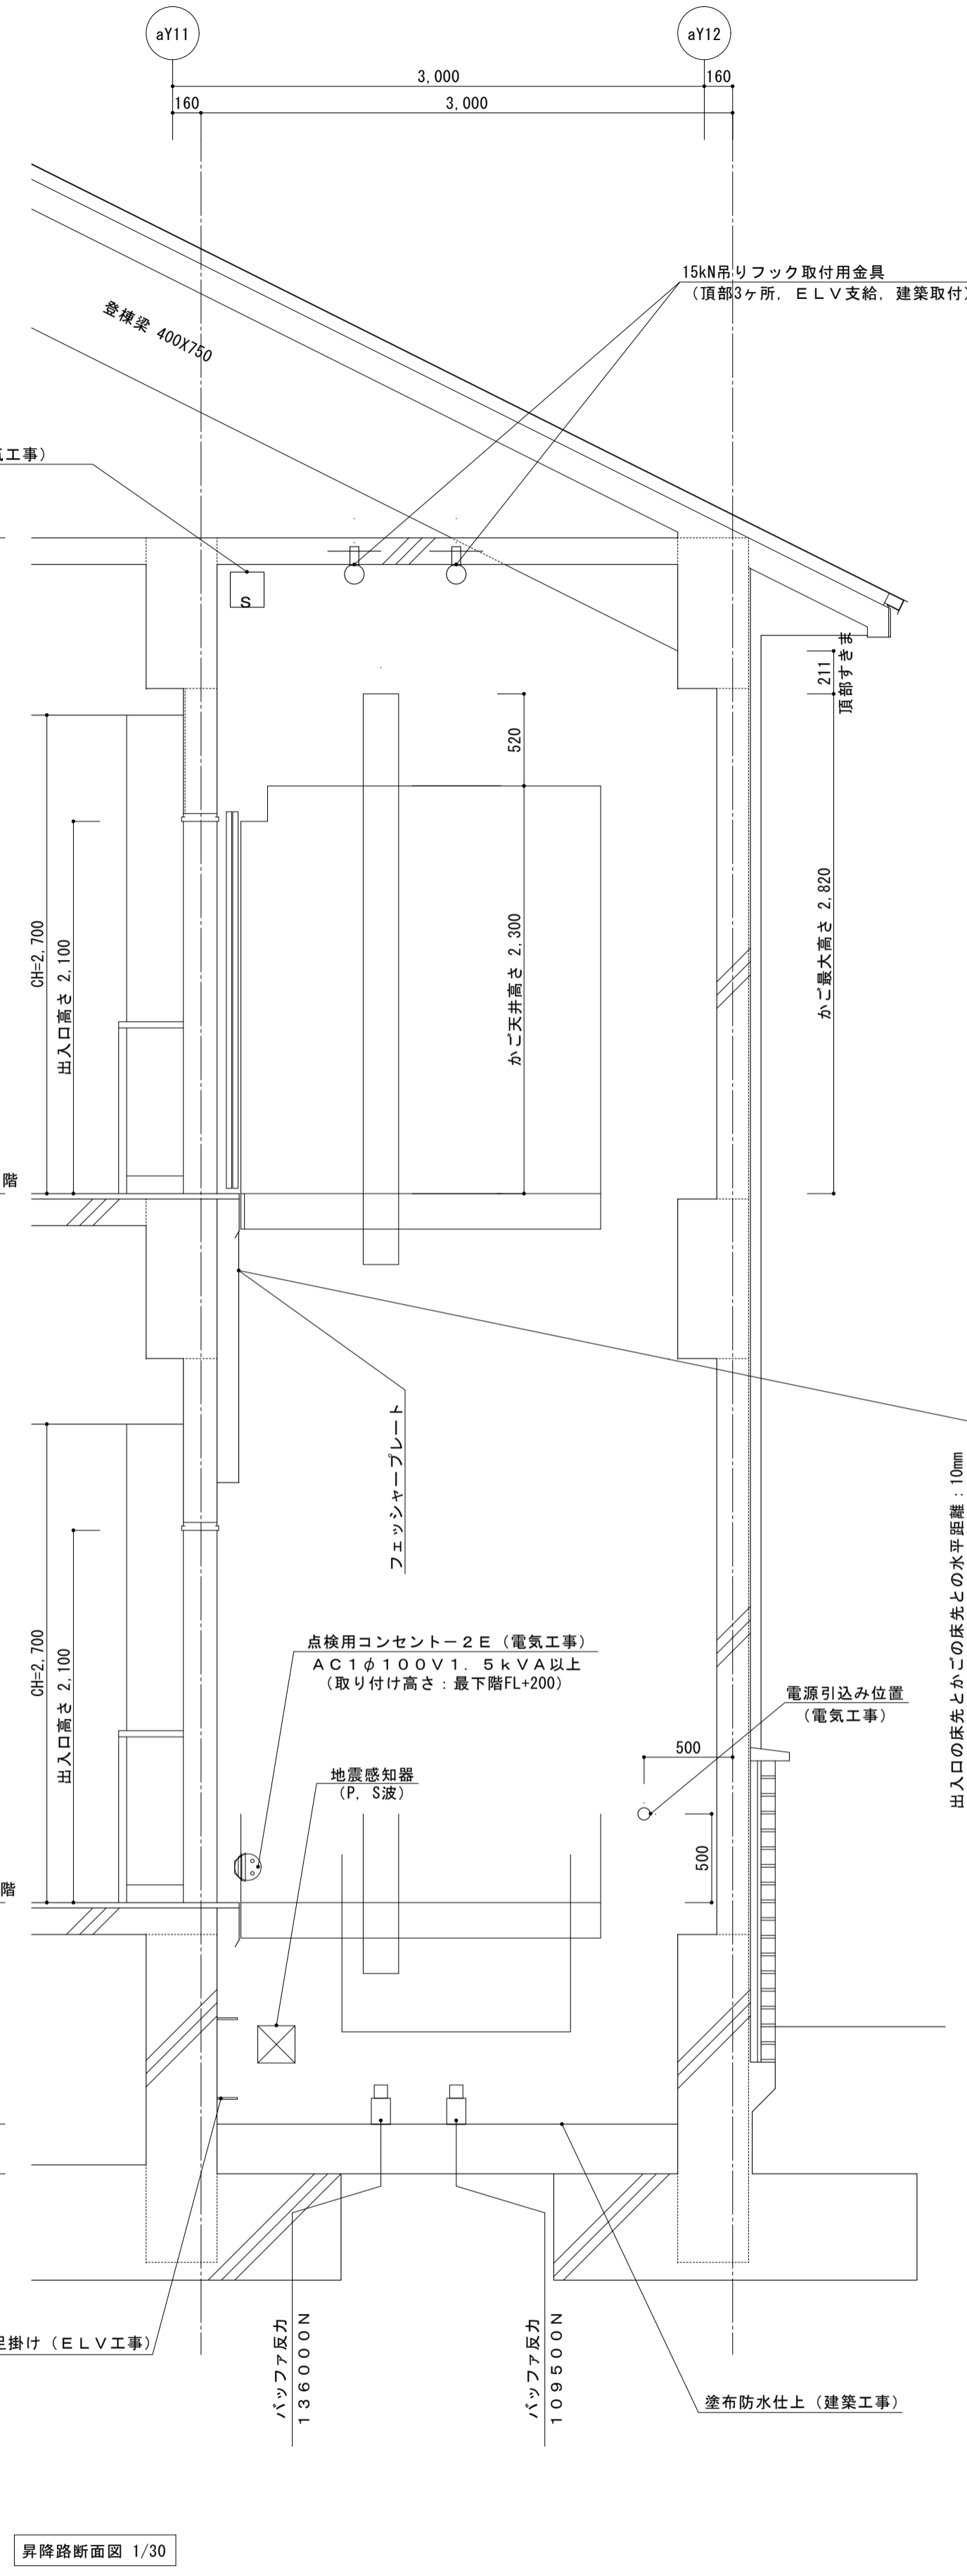 aY11
aY12
3,000
160
160
3,000
15kN吊りフック取付用金具
(頂部3ヶ所, ELV支給, 建築取付)
登棟梁 400X750
気工事)
S
211
頂部すきま
520
CH=2,700
出入口高さ 2,100
かご天井高さ 2,300
かご最大高さ 2,820
階
フェッシャープレート
出入口の床先とかごの床先との水平距離:10mm
CH=2,700
出入口高さ 2,100
点検用コンセントー2E(電気工事)
AC1φ100V1.5kVA以上
(取り付け高さ:最下階FL+200)
電源引込み位置
(電気工事)
500
地震感知器
(P, S波)
500
階
足掛け(ELV工事)
バッファ反力
136000N
バッファ反力
109500N
塗布防水仕上(建築工事)
昇降路断面図 1/30